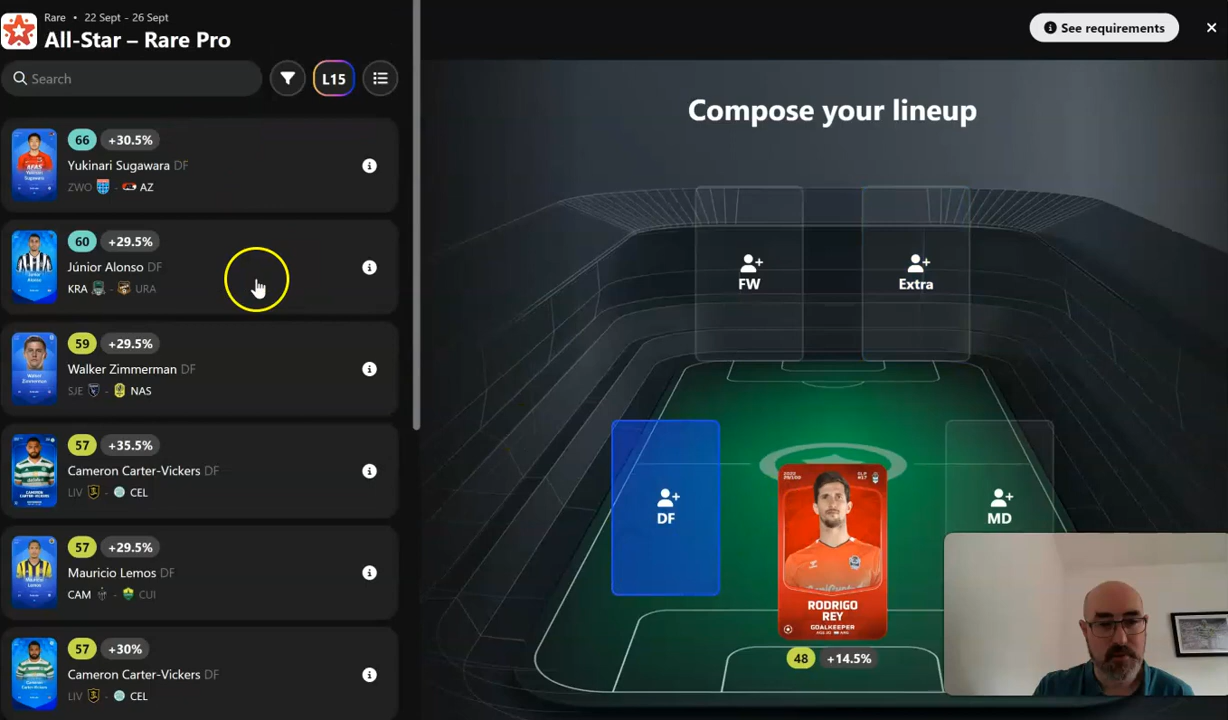 Rare • 22 Sept - 26 Sept
All-Star – Rare Pro
Search
L15
66 +30.5%
Yukinari Sugawara DF
ZWO - AZ
60 +29.5%
Júnior Alonso DF
KRA - URA
59 +29.5%
Walker Zimmerman DF
SJE - NAS
57 +35.5%
Cameron Carter-Vickers DF
LIV - CEL
57 +29.5%
Mauricio Lemos DF
CAM - CUI
57 +30%
Cameron Carter-Vickers DF
LIV - CEL
See requirements
Compose your lineup
FW
Extra
DF
MD
RODRIGO
REY
GOALKEEPER
48 +14.5%